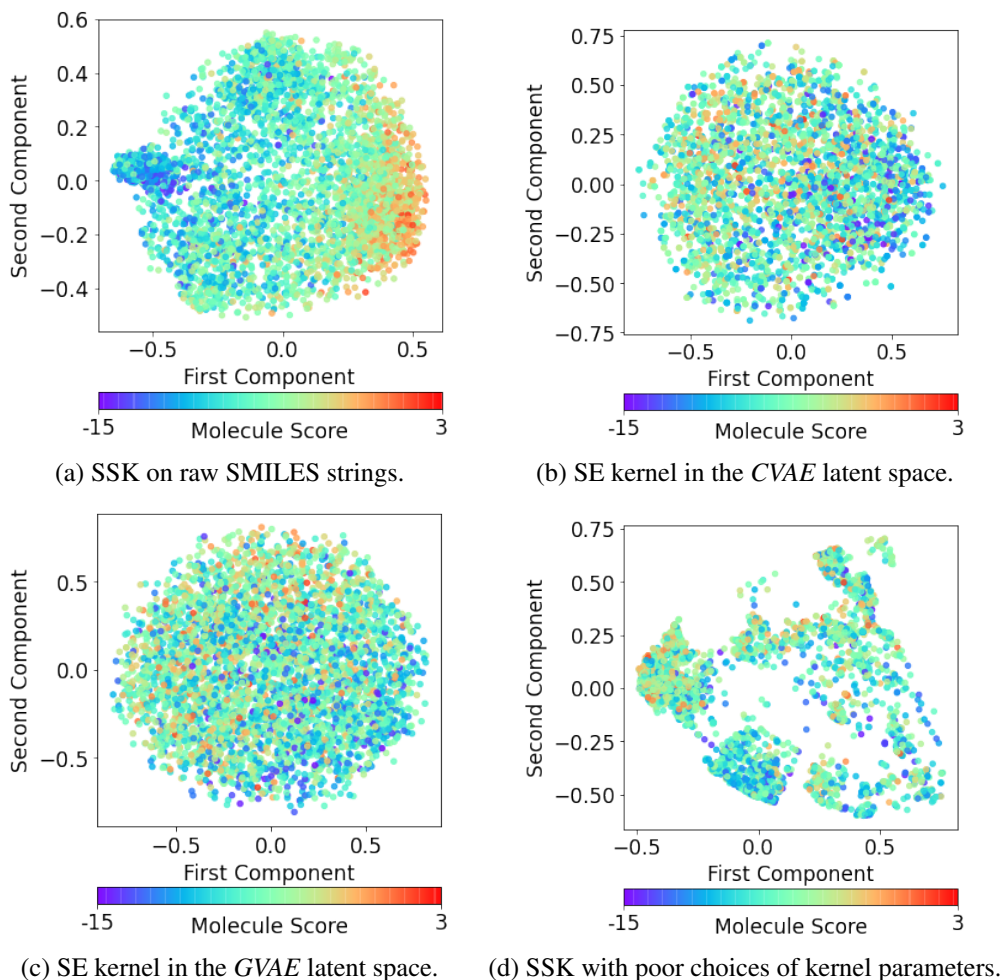 0.6
0.4
0.2
0.0
−0.2
−0.4
Second Component
−0.5
0.0
0.5
First Component
-15
3
Molecule Score
(a) SSK on raw SMILES strings.
0.75
0.50
0.25
0.00
−0.25
−0.50
−0.75
Second Component
−0.5
0.0
0.5
First Component
-15
3
Molecule Score
(b) SE kernel in the CVAE latent space.
0.5
0.0
−0.5
Second Component
−0.5
0.0
0.5
First Component
-15
3
Molecule Score
(c) SE kernel in the GVAE latent space.
0.75
0.50
0.25
0.00
−0.25
−0.50
Second Component
−0.5
0.0
0.5
First Component
-15
3
Molecule Score
(d) SSK with poor choices of kernel parameters.